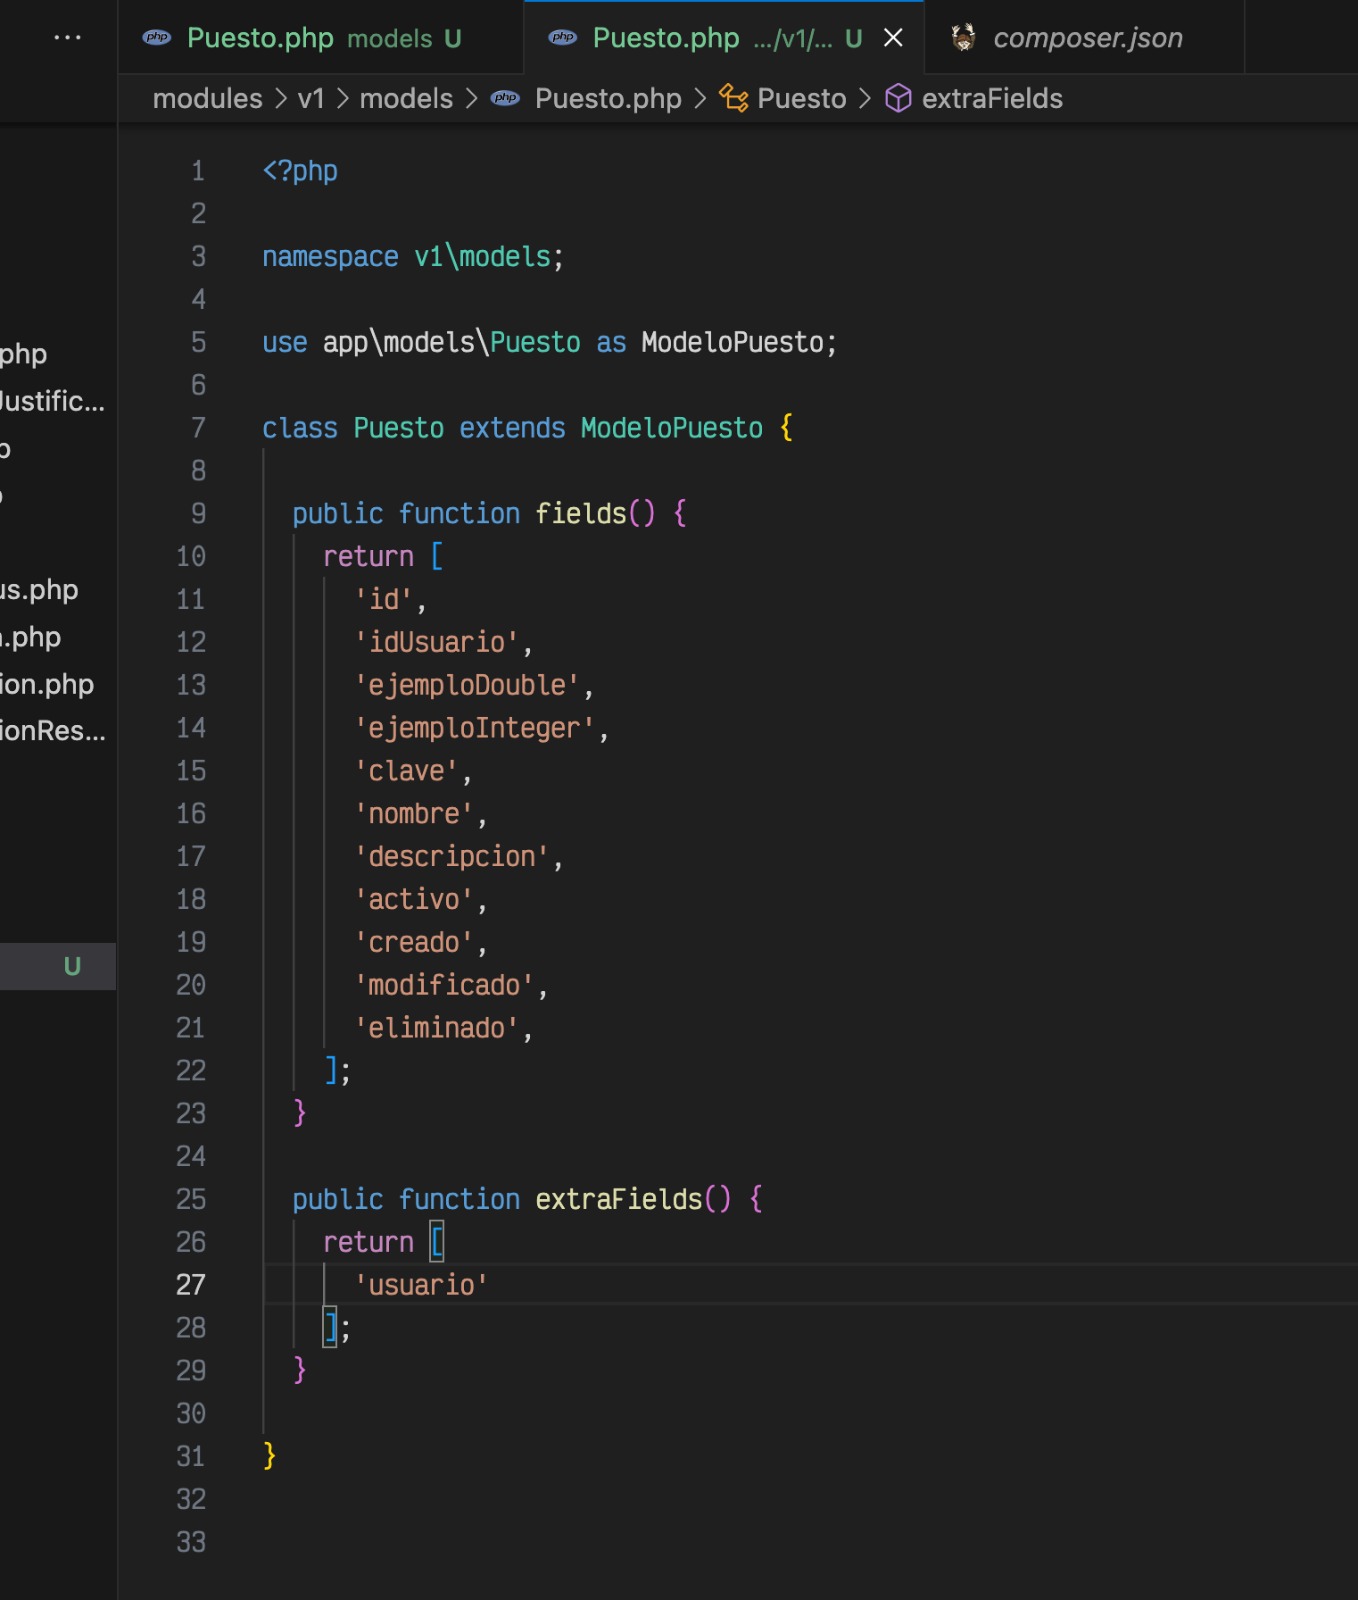 ··· php Puesto.php models U php Puesto.php .../v1/... U composer.json
modules > v1 > models > php Puesto.php > Puesto > extraFields
php
Justific...
us.php
.php
ion.php
ionRes...
U
1 <?php
2
3 namespace v1\models;
4
5 use app\models\Puesto as ModeloPuesto;
6
7 class Puesto extends ModeloPuesto {
8
9 public function fields() {
10 return [
11 'id',
12 'idUsuario',
13 'ejemploDouble',
14 'ejemploInteger',
15 'clave',
16 'nombre',
17 'descripcion',
18 'activo',
19 'creado',
20 'modificado',
21 'eliminado',
22 ];
23 }
24
25 public function extraFields() {
26 return [
27 'usuario'
28 ];
29 }
30
31 }
32
33